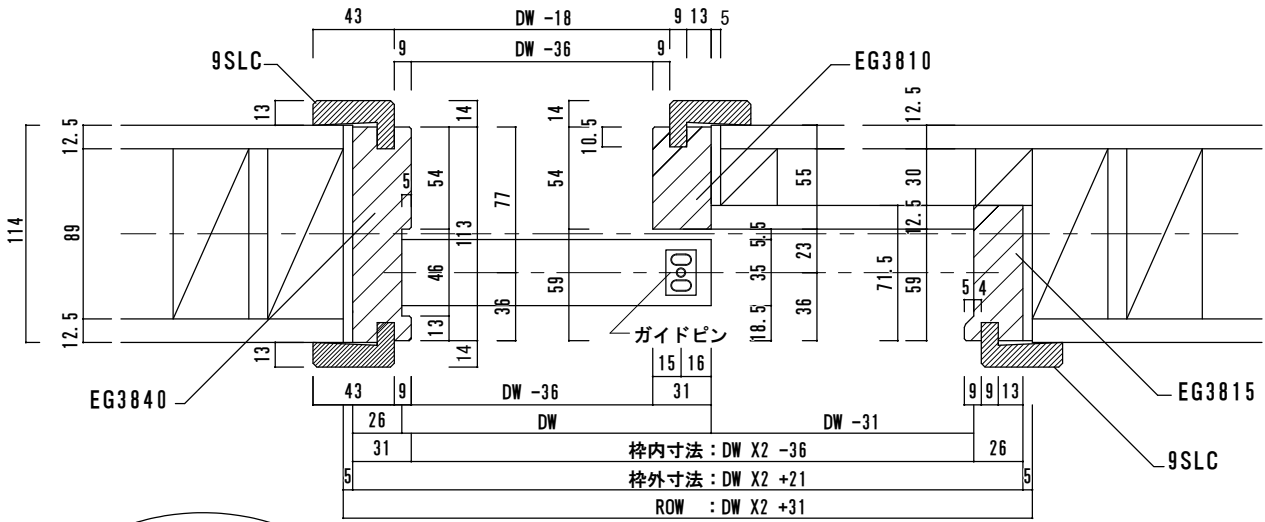 43 DW -18 9 13 5
9 DW -36 9
9SLC EG3810
13 14 14 10.5 12.5
12.5 5 54 77 54 55 30
114 89 113 5.5 12.5
46 59 35 23 71.5 59
36 18.5 36 5 4
12.5 13 13 14 ガイドピン
15 16
EG3840 43 9 DW -36 31 9 9 13 EG3815
26 DW DW -31
31 枠内寸法:DW X2 -36 26 9SLC
5 枠外寸法:DW X2 +21 5
ROW :DW X2 +31